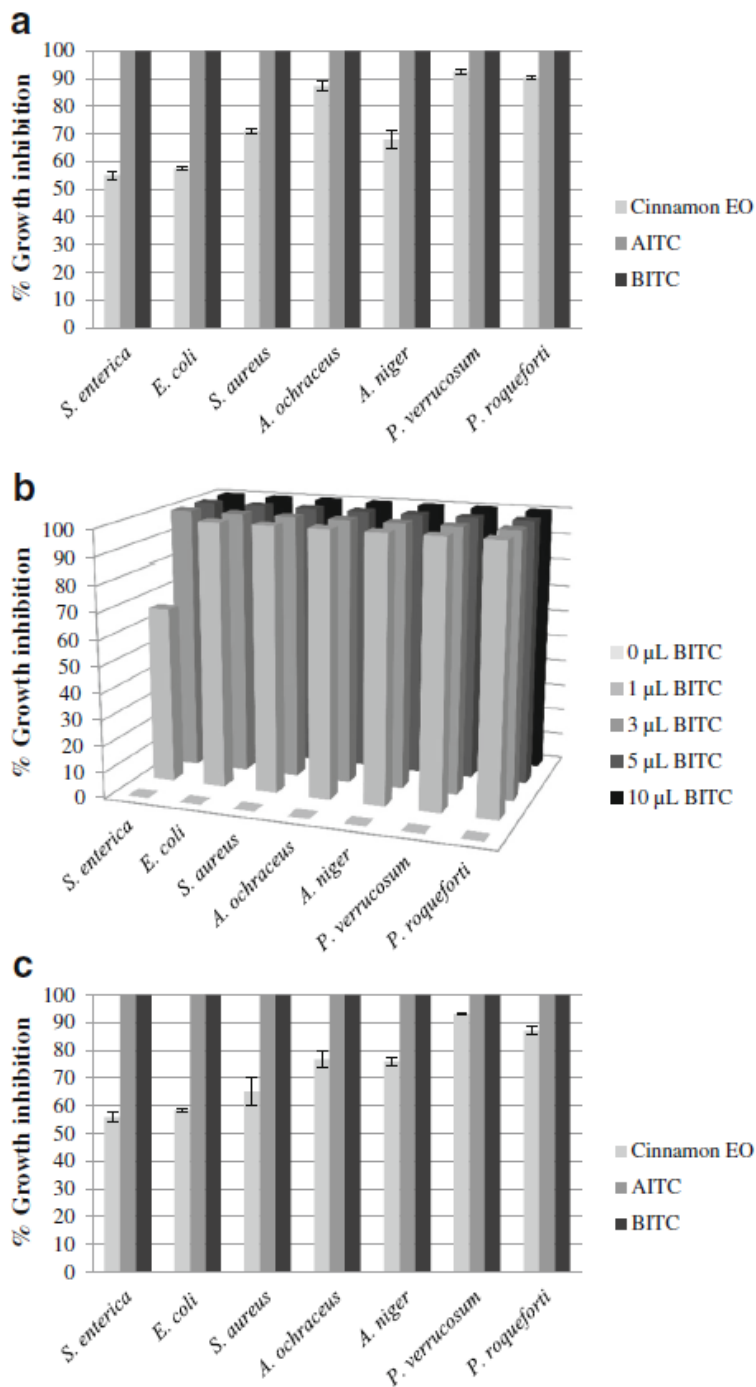 a
100
90
80
70
60
50
40
30
20
10
0
% Growth inhibition
S. enterica
E. coli
S. aureus
A. ochraceus
A. niger
P. verrucosum
P. roqueforti
Cinnamon EO
AITC
BITC
b
100
90
80
70
60
50
40
30
20
10
0
% Growth inhibition
S. enterica
E. coli
S. aureus
A. ochraceus
A. niger
P. verrucosum
P. roqueforti
0 µL BITC
1 µL BITC
3 µL BITC
5 µL BITC
10 µL BITC
c
100
90
80
70
60
50
40
30
20
10
0
% Growth inhibition
S. enterica
E. coli
S. aureus
A. ochraceus
A. niger
P. verrucosum
P. roqueforti
Cinnamon EO
AITC
BITC